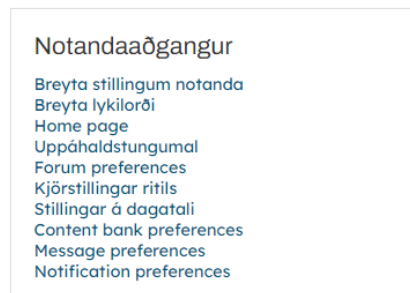 Notandaaðgangur
Breyta stillingum notanda
Breyta lykilorði
Home page
Uppáhaldstungumal
Forum preferences
Kjörstillingar ritils
Stillingar á dagatali
Content bank preferences
Message preferences
Notification preferences